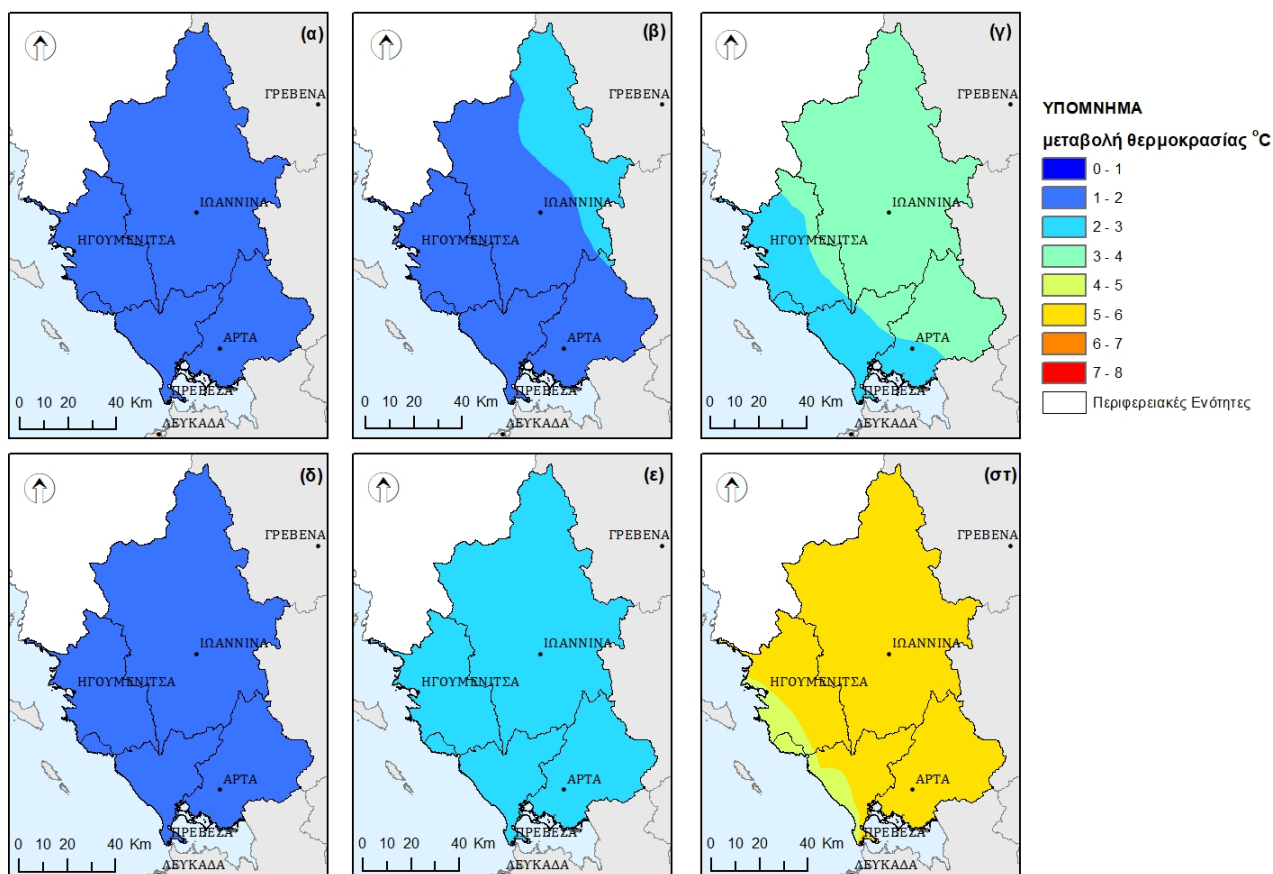 (α)
ΓΡΕΒΕΝΑ
ΙΩΑΝΝΙΝΑ
ΗΓΟΥΜΕΝΙΤΣΑ
ΑΡΤΑ
ΠΡΕΒΕΖΑ
ΛΕΥΚΑΔΑ
0 10 20 40 Km
(β)
ΓΡΕΒΕΝΑ
ΙΩΑΝΝΙΝΑ
ΗΓΟΥΜΕΝΙΤΣΑ
ΑΡΤΑ
ΠΡΕΒΕΖΑ
ΛΕΥΚΑΔΑ
0 10 20 40 Km
(γ)
ΓΡΕΒΕΝΑ
ΙΩΑΝΝΙΝΑ
ΗΓΟΥΜΕΝΙΤΣΑ
ΑΡΤΑ
ΠΡΕΒΕΖΑ
ΛΕΥΚΑΔΑ
0 10 20 40 Km
ΥΠΟΜΝΗΜΑ
μεταβολή θερμοκρασίας °C
0 - 1
1 - 2
2 - 3
3 - 4
4 - 5
5 - 6
6 - 7
7 - 8
Περιφερειακές Ενότητες
(δ)
ΓΡΕΒΕΝΑ
ΙΩΑΝΝΙΝΑ
ΗΓΟΥΜΕΝΙΤΣΑ
ΑΡΤΑ
ΠΡΕΒΕΖΑ
ΛΕΥΚΑΔΑ
0 10 20 40 Km
(ε)
ΓΡΕΒΕΝΑ
ΙΩΑΝΝΙΝΑ
ΗΓΟΥΜΕΝΙΤΣΑ
ΑΡΤΑ
ΠΡΕΒΕΖΑ
ΛΕΥΚΑΔΑ
0 10 20 40 Km
(στ)
ΓΡΕΒΕΝΑ
ΙΩΑΝΝΙΝΑ
ΗΓΟΥΜΕΝΙΤΣΑ
ΑΡΤΑ
ΠΡΕΒΕΖΑ
ΛΕΥΚΑΔΑ
0 10 20 40 Km